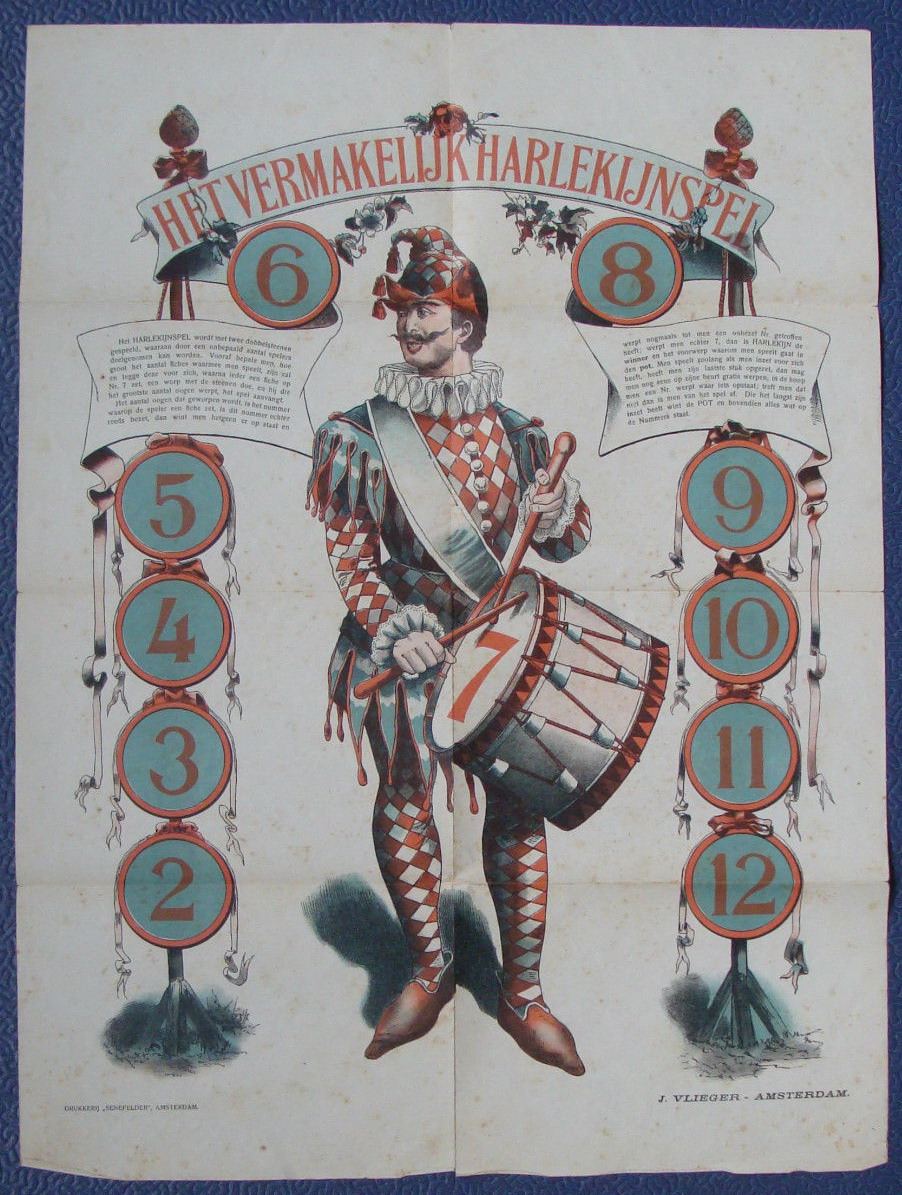 HET VERMAKELIJK HARLEKIJNSPEL
6
8
Het HARLEKIJNSPEL wordt met twee dobbelsteenen
gespeeld, waaraan door een onbepaald aantal spelers
deelgenomen kan worden. Vooraf bepale men, hoe
groot het aantal fiches waarmee men speelt, zijn zal
en legge deze voor zich, waarna ieder een fiche op
Nr. 7 zet, een worp met de steenen doe, en hij die
het grootste aantal oogen werpt, het spel aanvangt.
Het aantal oogen dat geworpen wordt, is het nummer
waarop de speler een fiche zet, is dit nummer echter
reeds bezet, dan wint men hetgeen er op staat en
werpt nogmaals tot men een onbezet Nr. getroffen
heeft; werpt men echter 7, dan is HARLEKIJN de
winner en het voorwerp waarom men speelt gaat in
den pot. Men speelt zoolang als men inzet voor zich
heeft, heeft men zijn laatste stuk opgezet, dan mag
men nog eens op zijne beurt gratis werpen, in de hoop
men een Nr. werpt waar iets opstaat; treft men dat
niet dan is men van het spel af. Die het langst zijn
inzet heeft wint de POT en bovendien alles wat op
de Nummers staat.
5
9
4
10
7
3
11
2
12
DRUKKERIJ „SENEFELDER", AMSTERDAM.
J. VLIEGER - AMSTERDAM.